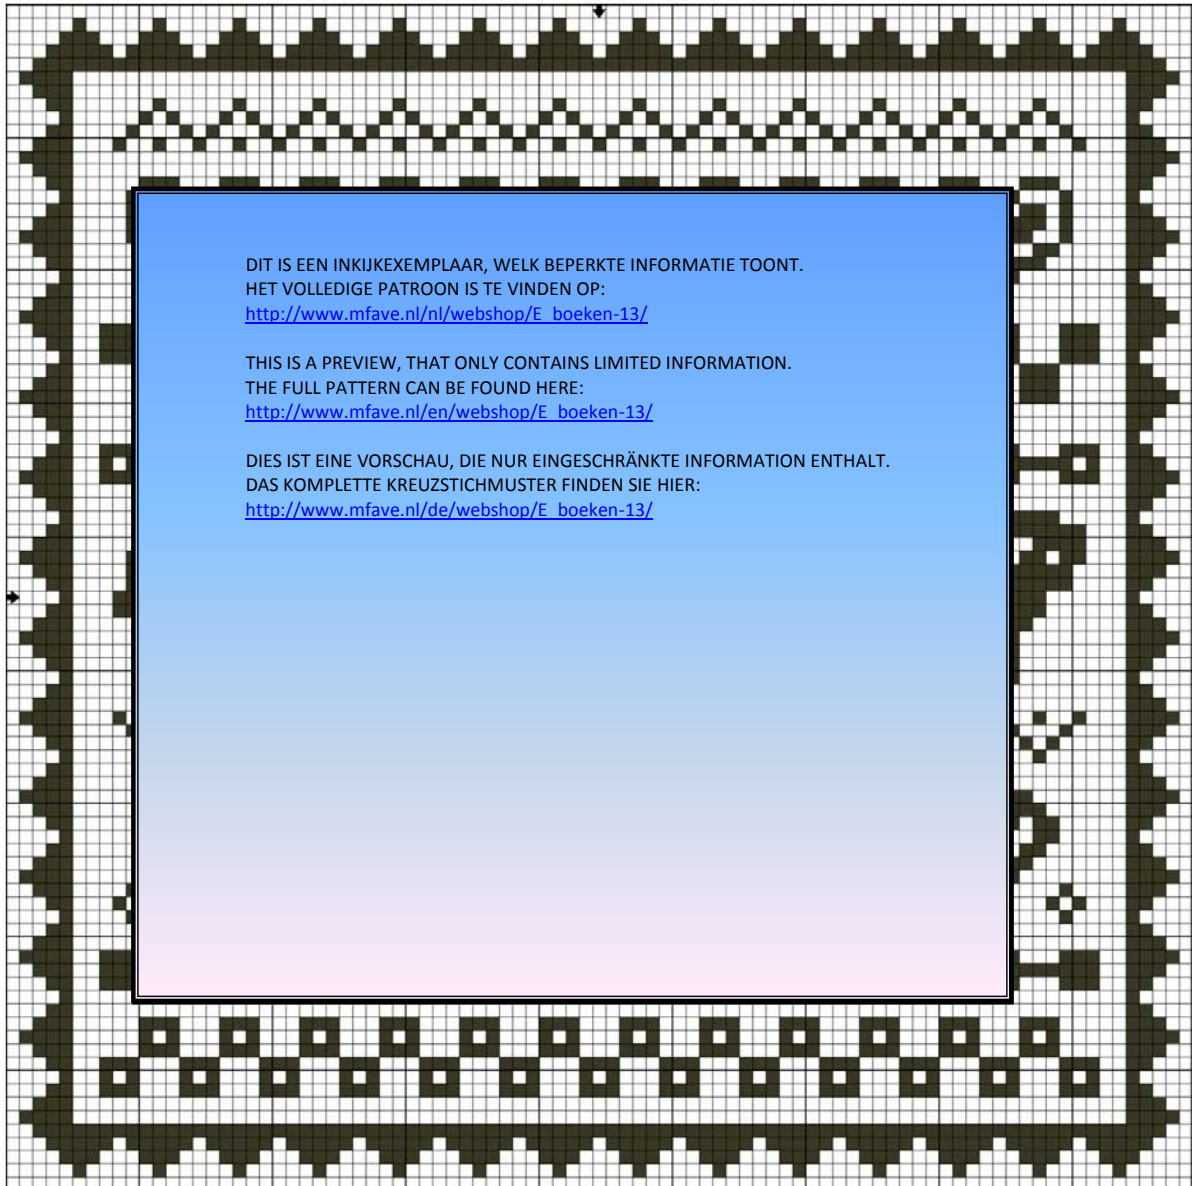 DIT IS EEN INKIJKEXEMPLAAR, WELK BEPERKTE INFORMATIE TOONT.
HET VOLLEDIGE PATROON IS TE VINDEN OP:
http://www.mfave.nl/nl/webshop/E_boeken-13/
THIS IS A PREVIEW, THAT ONLY CONTAINS LIMITED INFORMATION.
THE FULL PATTERN CAN BE FOUND HERE:
http://www.mfave.nl/en/webshop/E_boeken-13/
DIES IST EINE VORSCHAU, DIE NUR EINGESCHRÄNKTE INFORMATION ENTHALT.
DAS KOMPLETTE KREUZSTICHMUSTER FINDEN SIE HIER:
http://www.mfave.nl/de/webshop/E_boeken-13/